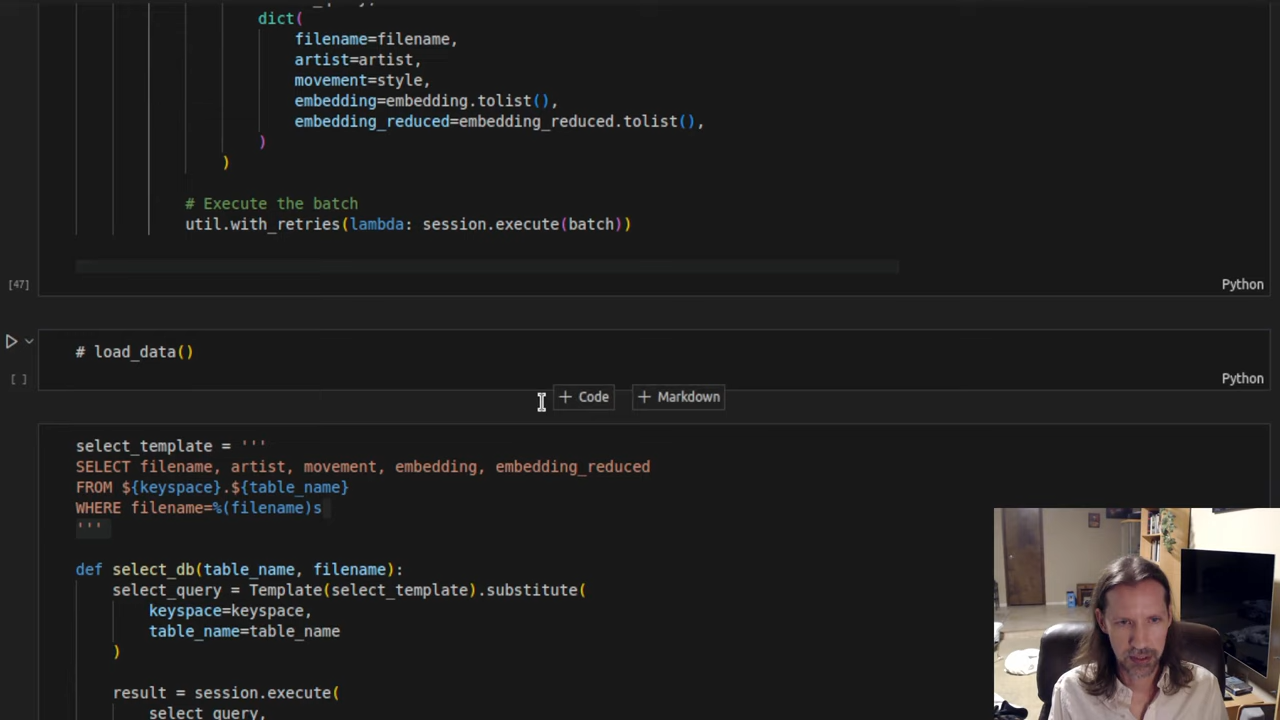 dict(
filename=filename,
artist=artist,
movement=style,
embedding=embedding.tolist(),
embedding_reduced=embedding_reduced.tolist(),
)
)
# Execute the batch
util.with_retries(lambda: session.execute(batch))
[47]
Python
# load_data()
[ ]
Python
+ Code + Markdown
select_template = '''
SELECT filename, artist, movement, embedding, embedding_reduced
FROM ${keyspace}.${table_name}
WHERE filename=%(filename)s
'''
def select_db(table_name, filename):
select_query = Template(select_template).substitute(
keyspace=keyspace,
table_name=table_name
)
result = session.execute(
select_query,